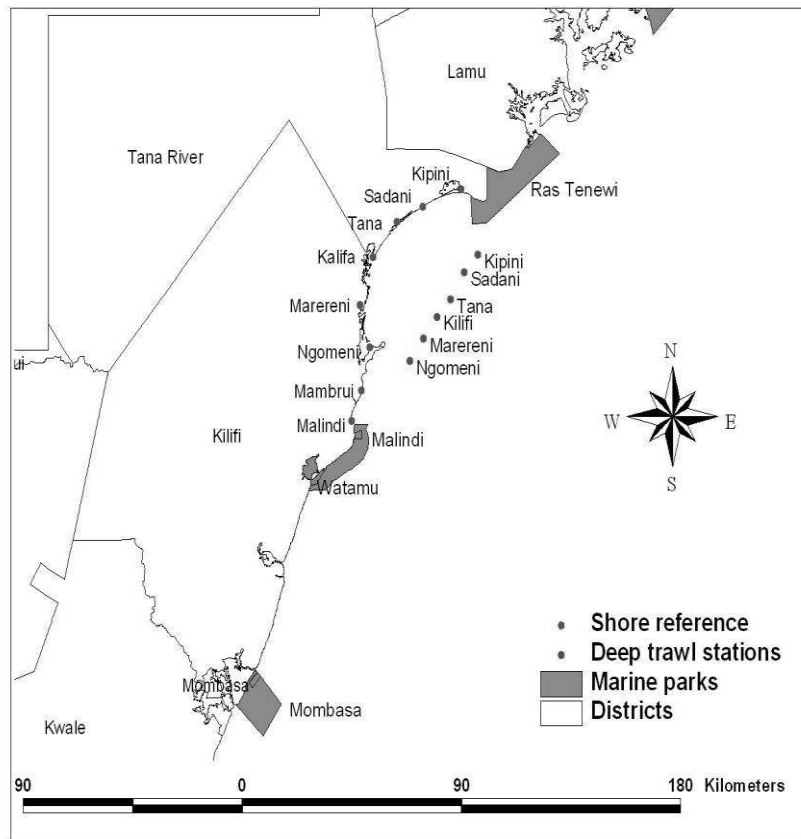 Lamu
Tana River
Kipini
Ras Tenewi
Sadani
Tana
Kalifa
Kipini
Sadani
Marereni
Tana
Kilifi
Ngomeni
Marereni
Ngomeni
N
ui
Mambrui
W E
Malindi
Kilifi
Malindi
S
Watamu
Shore reference
Deep trawl stations
Mombasa
Marine parks
Mombasa
Districts
Kwale
90 0 90 180 Kilometers